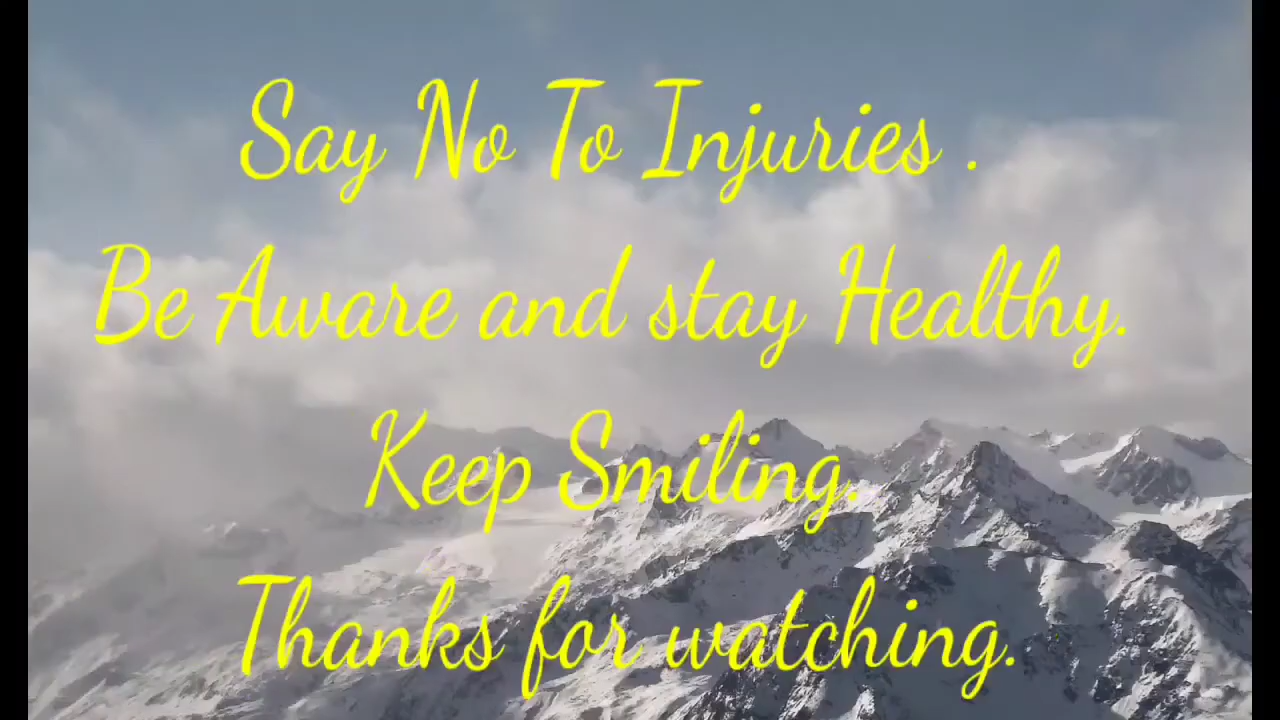 Say No To Injuries .
Be Aware and stay Healthy.
Keep Smiling.
Thanks for watching.